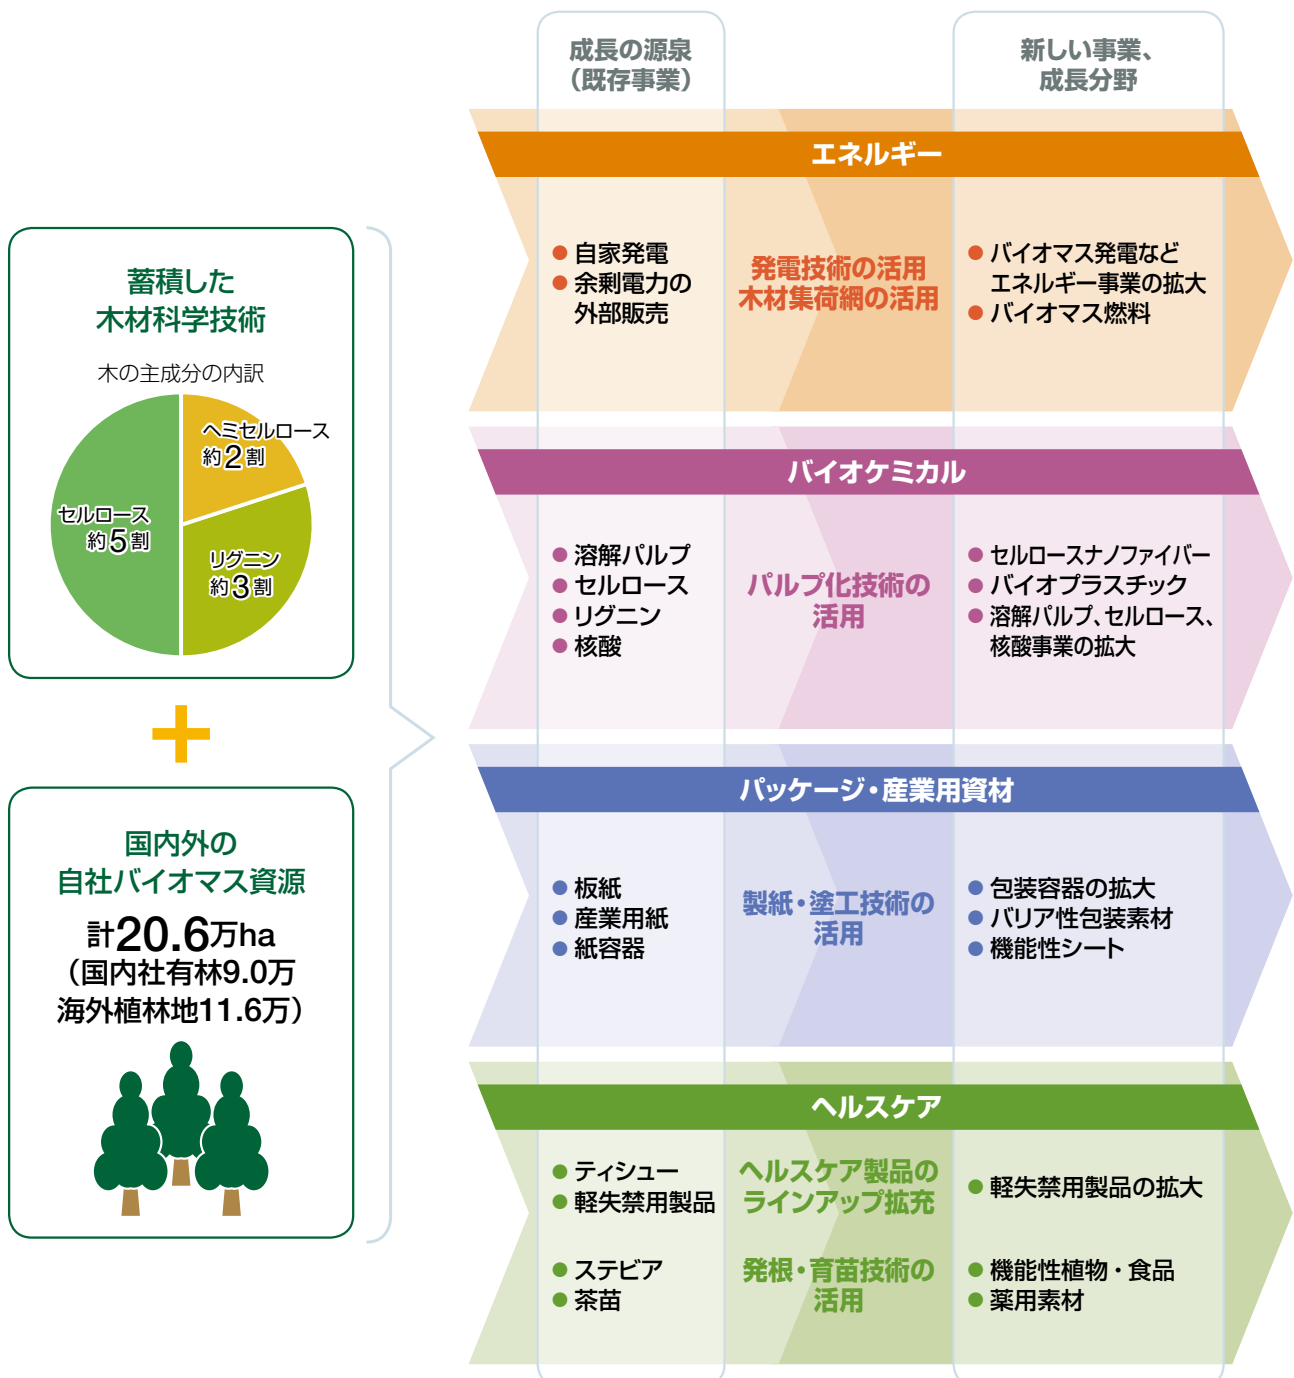 成長の源泉
（既存事業）
新しい事業、
成長分野
蓄積した
木材科学技術
木の主成分の内訳
ヘミセルロース
約2割
セルロース
約5割
リグニン
約3割
国内外の
自社バイオマス資源
計20.6万ha
（国内社有林9.0万
海外植林地11.6万）
エネルギー
● 自家発電
● 余剰電力の
外部販売
発電技術の活用
木材集荷網の活用
● バイオマス発電など
エネルギー事業の拡大
● バイオマス燃料
バイオケミカル
● 溶解パルプ
● セルロース
● リグニン
● 核酸
パルプ化技術の
活用
● セルロースナノファイバー
● バイオプラスチック
● 溶解パルプ、セルロース、
核酸事業の拡大
パッケージ・産業用資材
● 板紙
● 産業用紙
● 紙容器
製紙・塗工技術の
活用
● 包装容器の拡大
● バリア性包装素材
● 機能性シート
ヘルスケア
● ティシュー
● 軽失禁用製品
ヘルスケア製品の
ラインアップ拡充
● 軽失禁用製品の拡大
● ステビア
● 茶苗
発根・育苗技術の
活用
● 機能性植物・食品
● 薬用素材